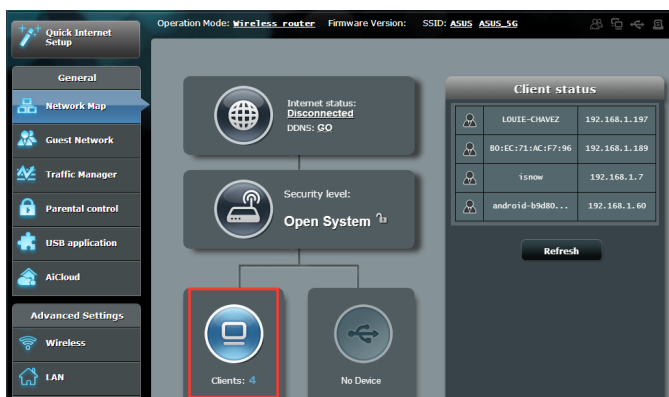 Operation Mode: Wireless router Firmware Version: SSID: ASUS ASUS_5G
Quick Internet
Setup
General
Network Map
Guest Network
Traffic Manager
Parental control
USB application
AiCloud
Advanced Settings
Wireless
LAN
Internet status:
Disconnected
DDNS: GO
Security level:
Open System
Clients: 4
No Device
Client status
LOUIE-CHAVEZ 192.168.1.197
B0:EC:71:AC:F7:96 192.168.1.189
isnow 192.168.1.7
android-b9d80... 192.168.1.60
Refresh